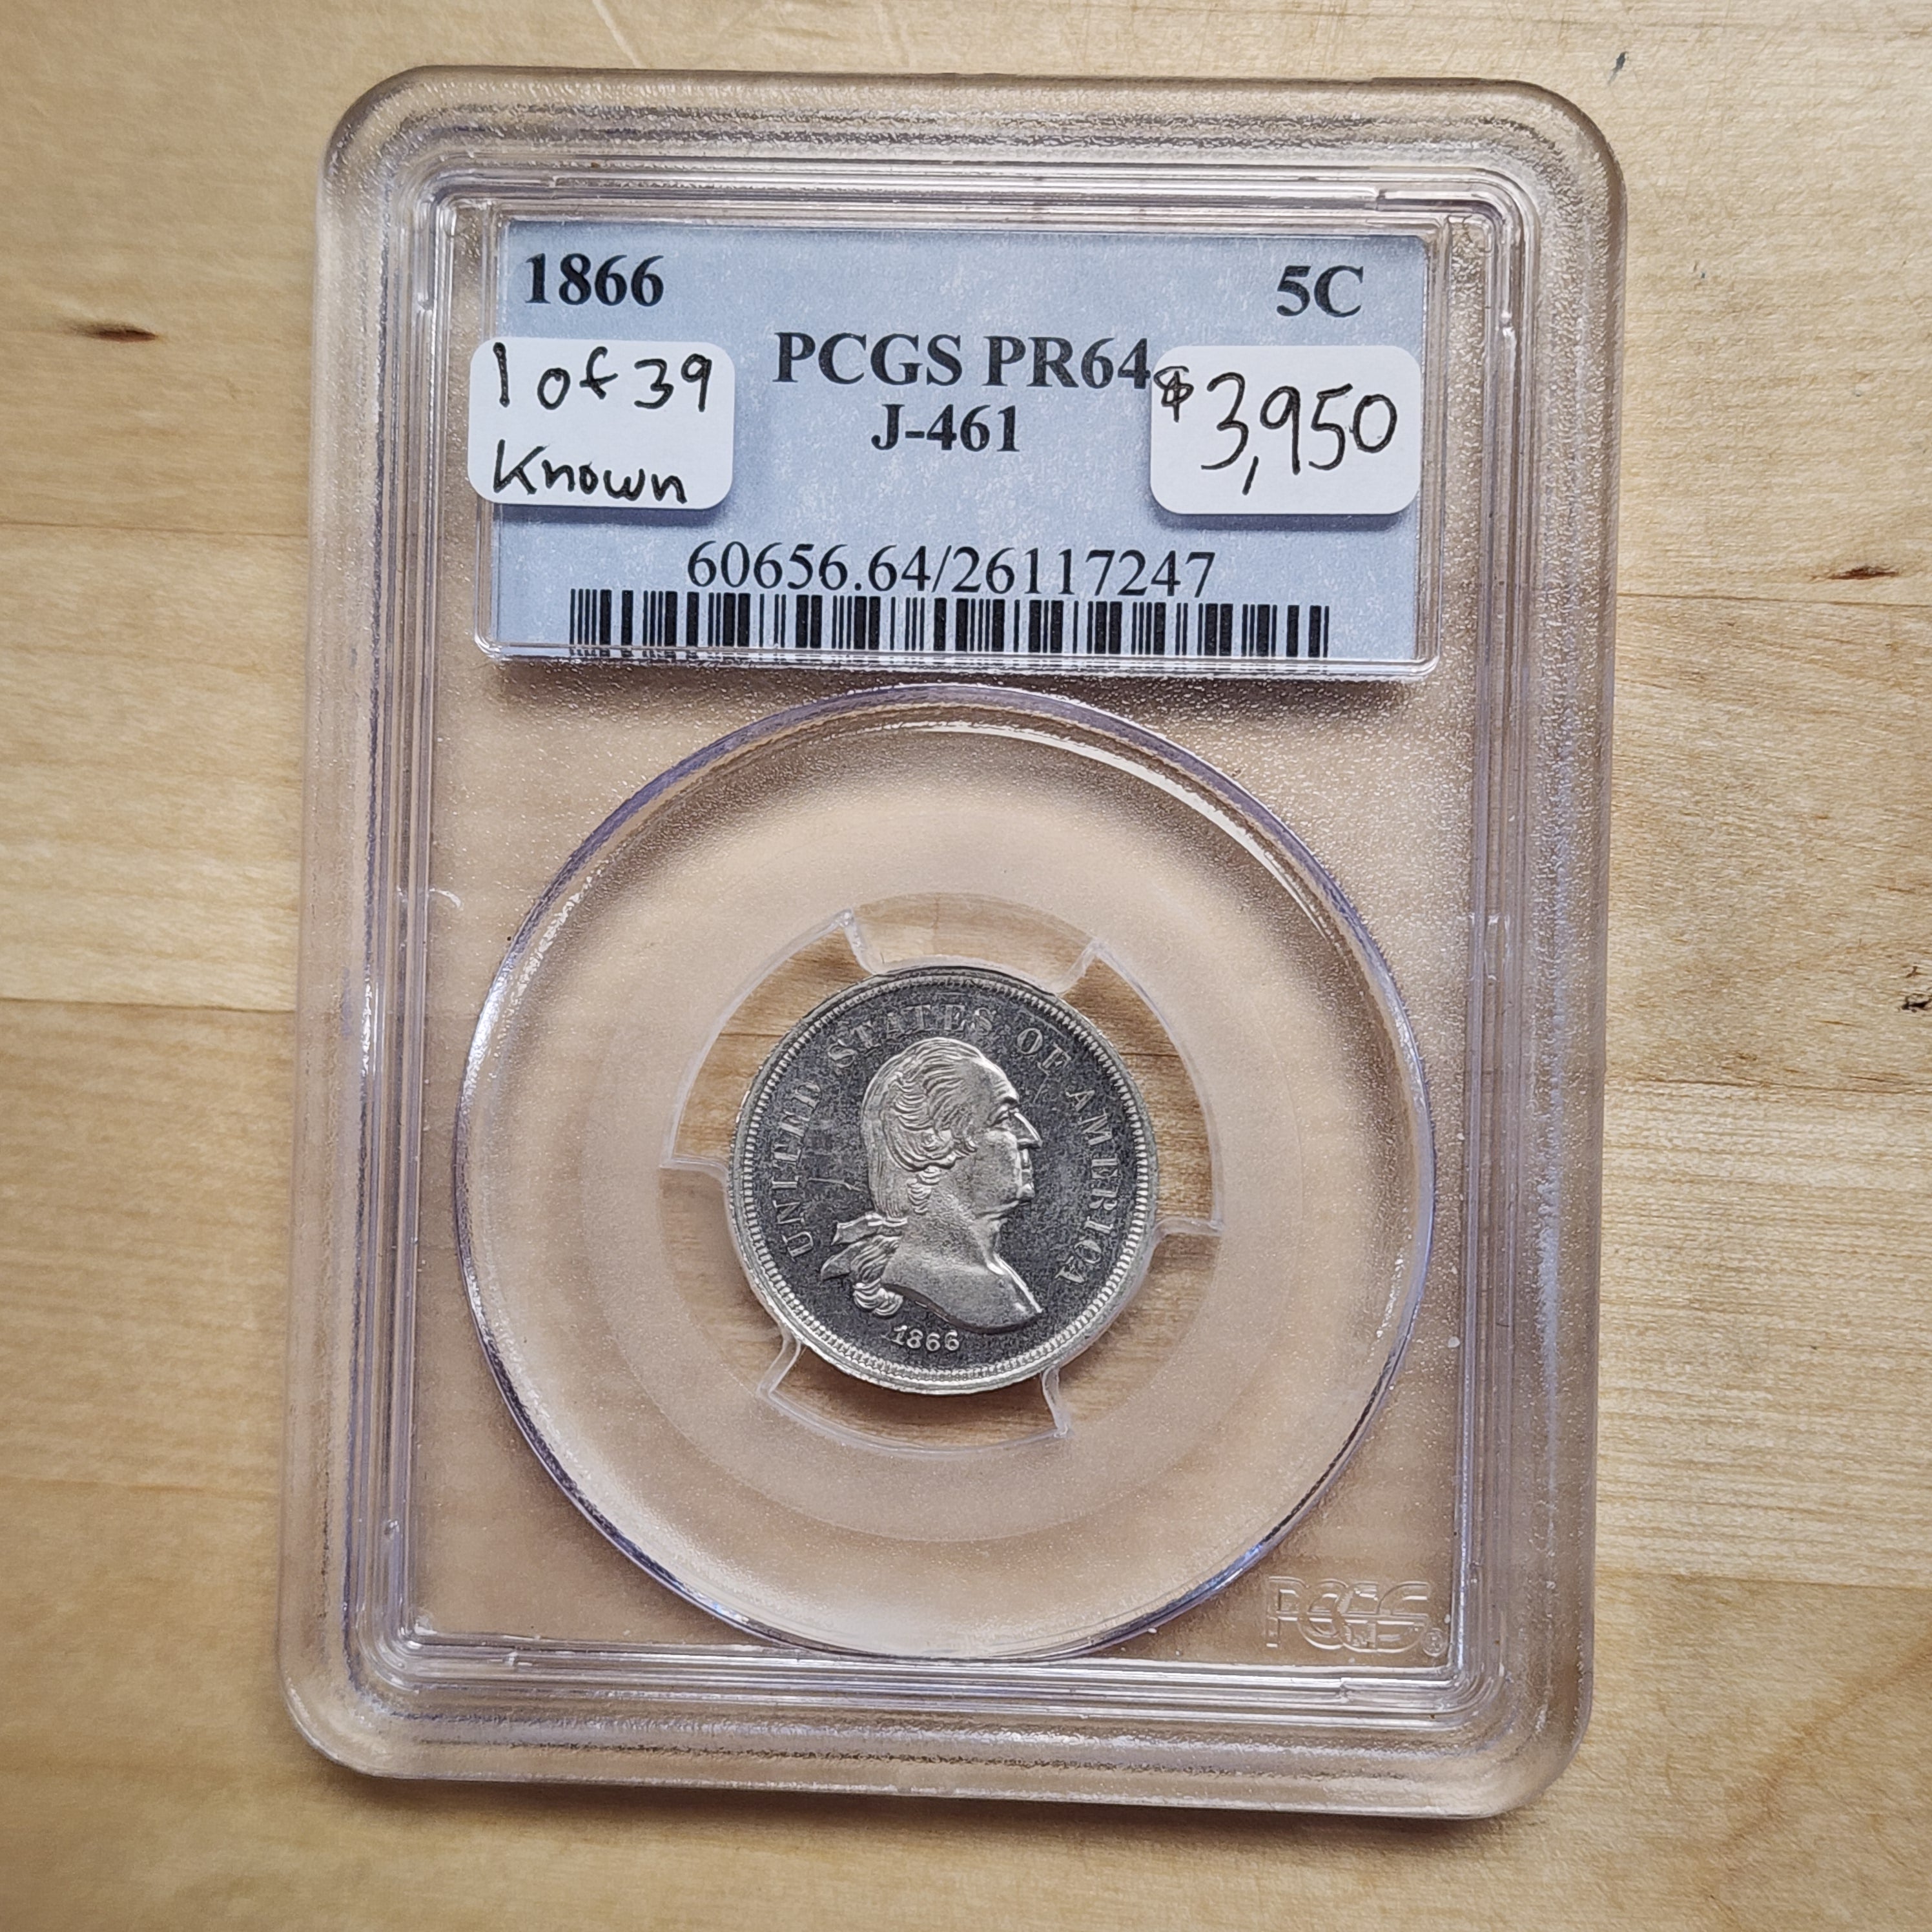 1866 5C
PCGS PR64
J-461
1 of 39
Known
$3,950
60656.64/26117247
UNITED STATES OF AMERICA
1866
PCGS